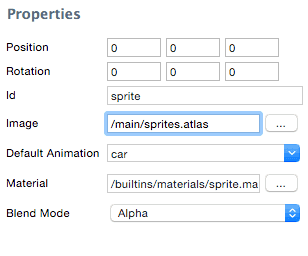 Properties
Position 0 0 0
Rotation 0 0 0
Id sprite
Image /main/sprites.atlas ...
Default Animation car
Material /builtins/materials/sprite.ma ...
Blend Mode Alpha